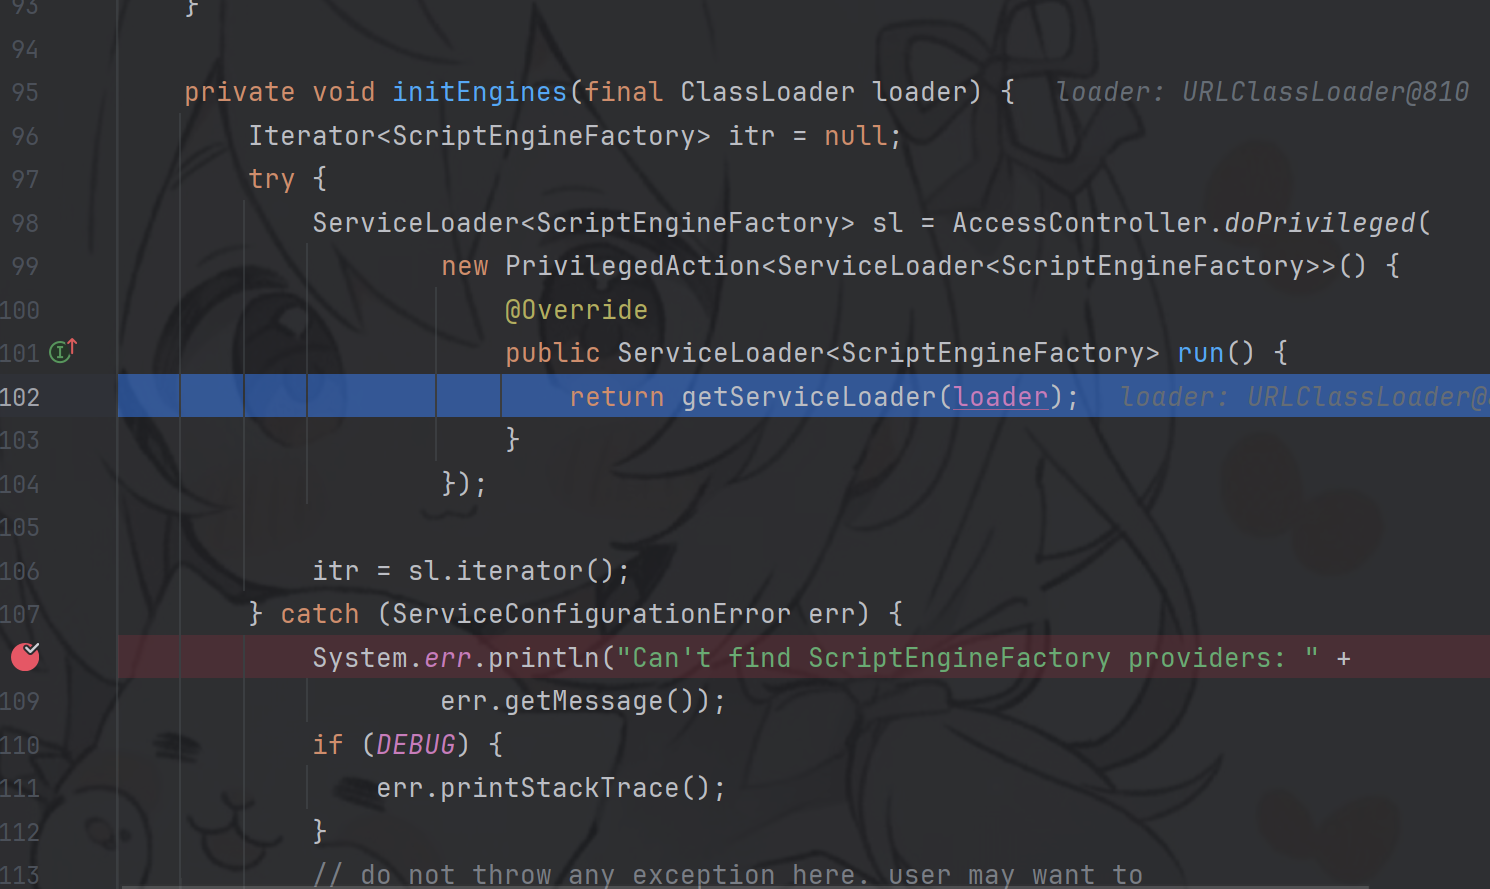 93 }
94
95 private void initEngines(final ClassLoader loader) { loader: URLClassLoader@810
96 Iterator<ScriptEngineFactory> itr = null;
97 try {
98 ServiceLoader<ScriptEngineFactory> sl = AccessController.doPrivileged(
99 new PrivilegedAction<ServiceLoader<ScriptEngineFactory>>() {
100 @Override
101 public ServiceLoader<ScriptEngineFactory> run() {
102 return getServiceLoader(loader); loader: URLClassLoader@
103 }
104 });
105
106 itr = sl.iterator();
107 } catch (ServiceConfigurationError err) {
System.err.println("Can't find ScriptEngineFactory providers: " +
109 err.getMessage());
110 if (DEBUG) {
111 err.printStackTrace();
112 }
113 // do not throw any exception here. user may want to